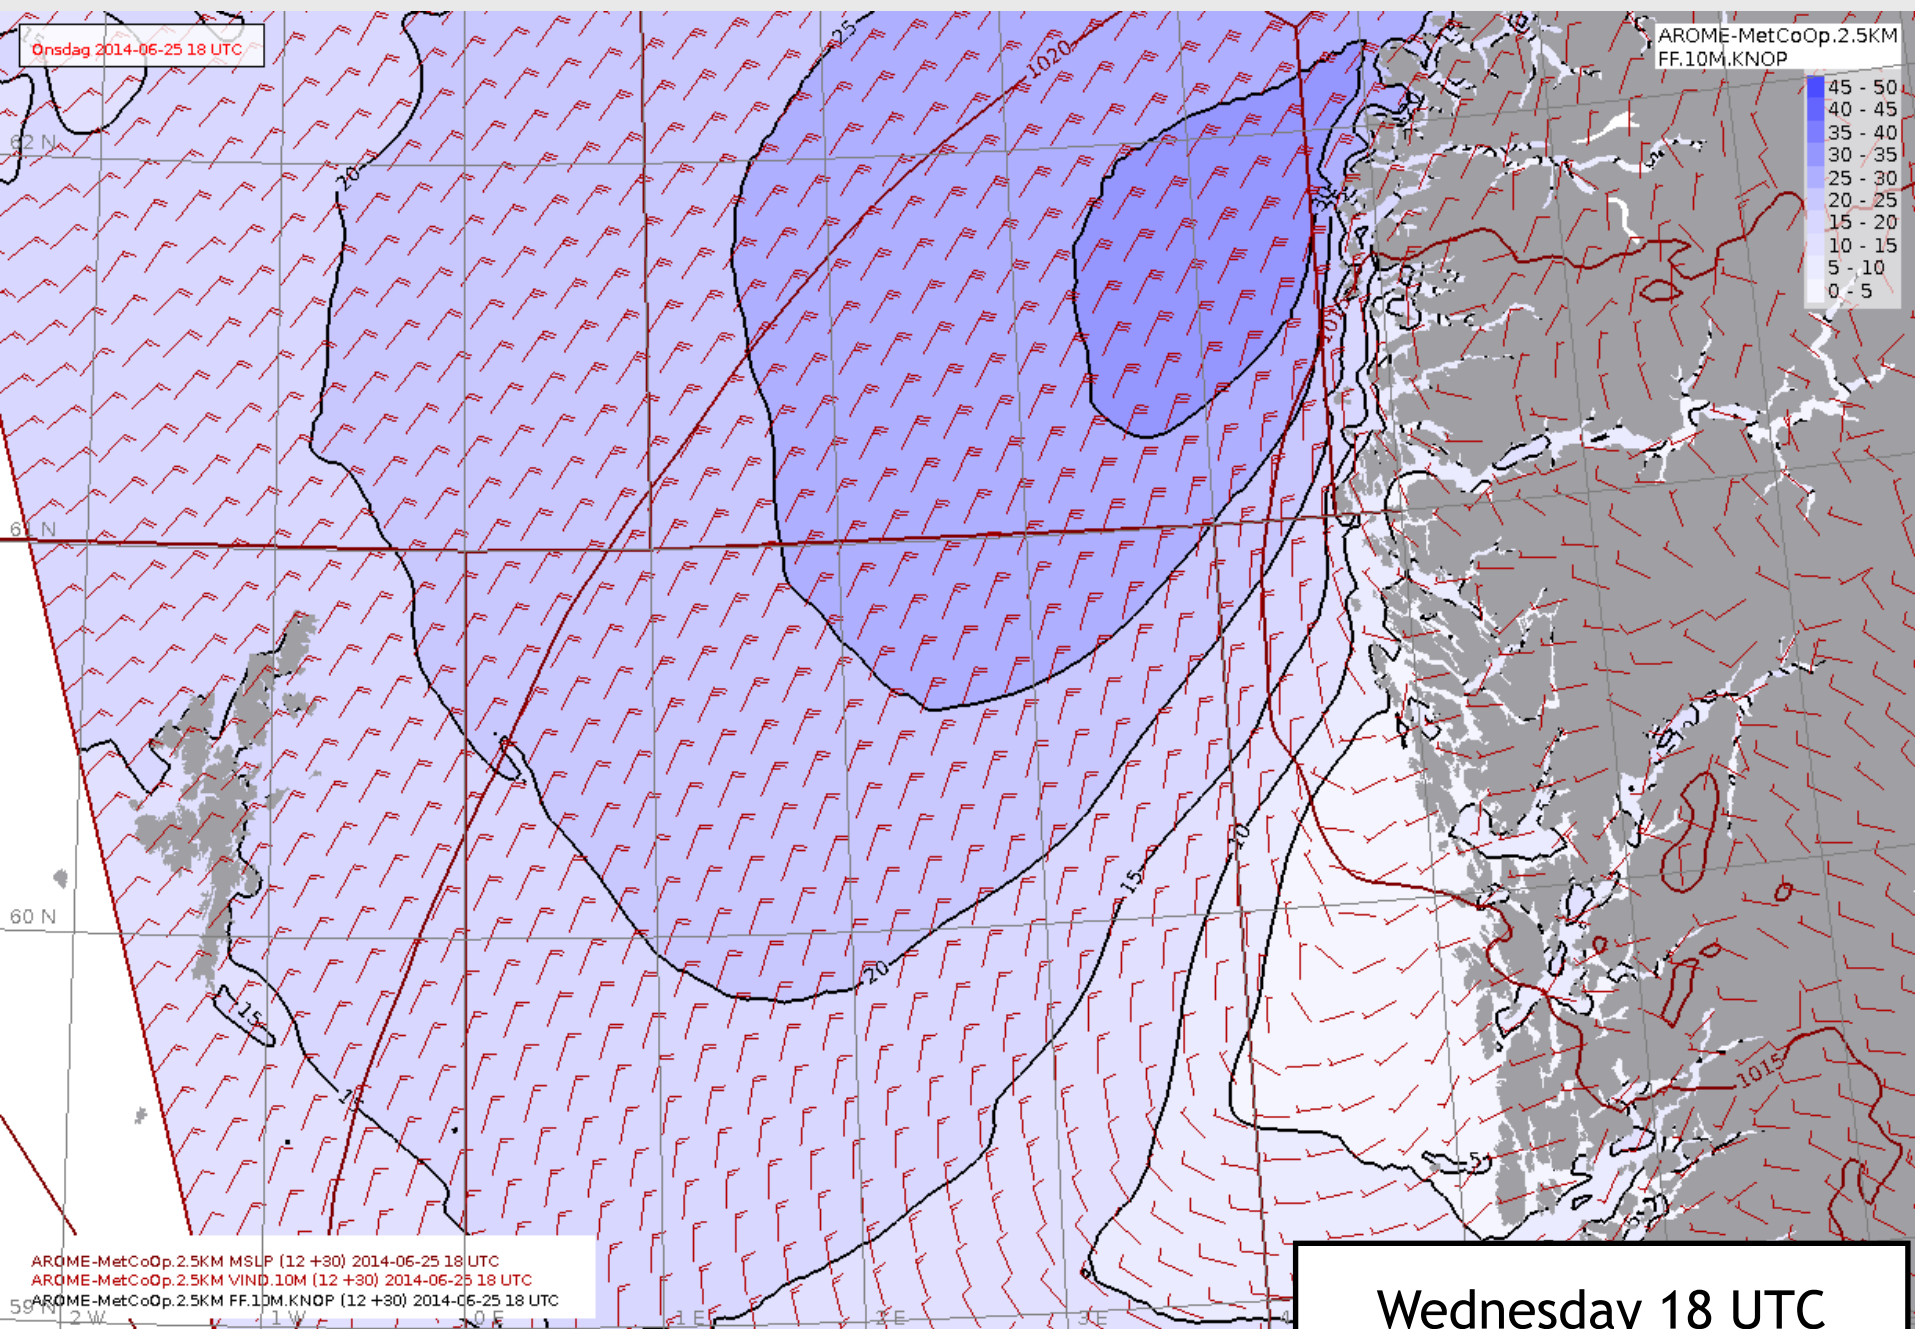 Onsdag 2014-06-25 18 UTC
AROME-MetCoOp.2.5KM
FF.10M.KNOP
45 - 50
40 - 45
35 - 40
30 - 35
25 - 30
20 - 25
15 - 20
10 - 15
5 - 10
0 - 5
25
1020
62 N
20
61 N
10
15
60 N
20
15
15
1015
5
AROME-MetCoOp.2.5KM MSLP (12 +30) 2014-06-25 18 UTC
AROME-MetCoOp.2.5KM VIND.10M (12 +30) 2014-06-25 18 UTC
AROME-MetCoOp.2.5KM FF.10M.KNOP (12 +30) 2014-06-25 18 UTC
59 N
2 W
1 W
0 E
1 E
2 E
3 E
4
Wednesday 18 UTC